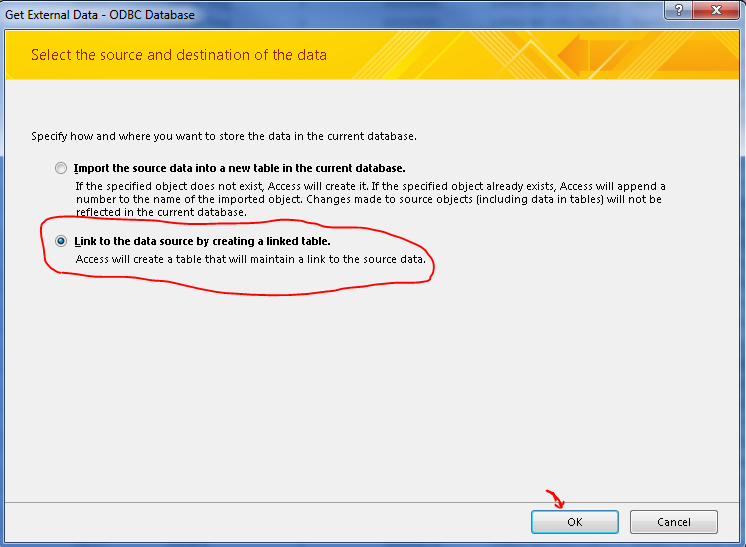 Get External Data - ODBC Database
?
Select the source and destination of the data
Specify how and where you want to store the data in the current database.
Import the source data into a new table in the current database.
If the specified object does not exist, Access will create it. If the specified object already exists, Access will append a
number to the name of the imported object. Changes made to source objects (including data in tables) will not be
reflected in the current database.
Link to the data source by creating a linked table.
Access will create a table that will maintain a link to the source data.
OK
Cancel